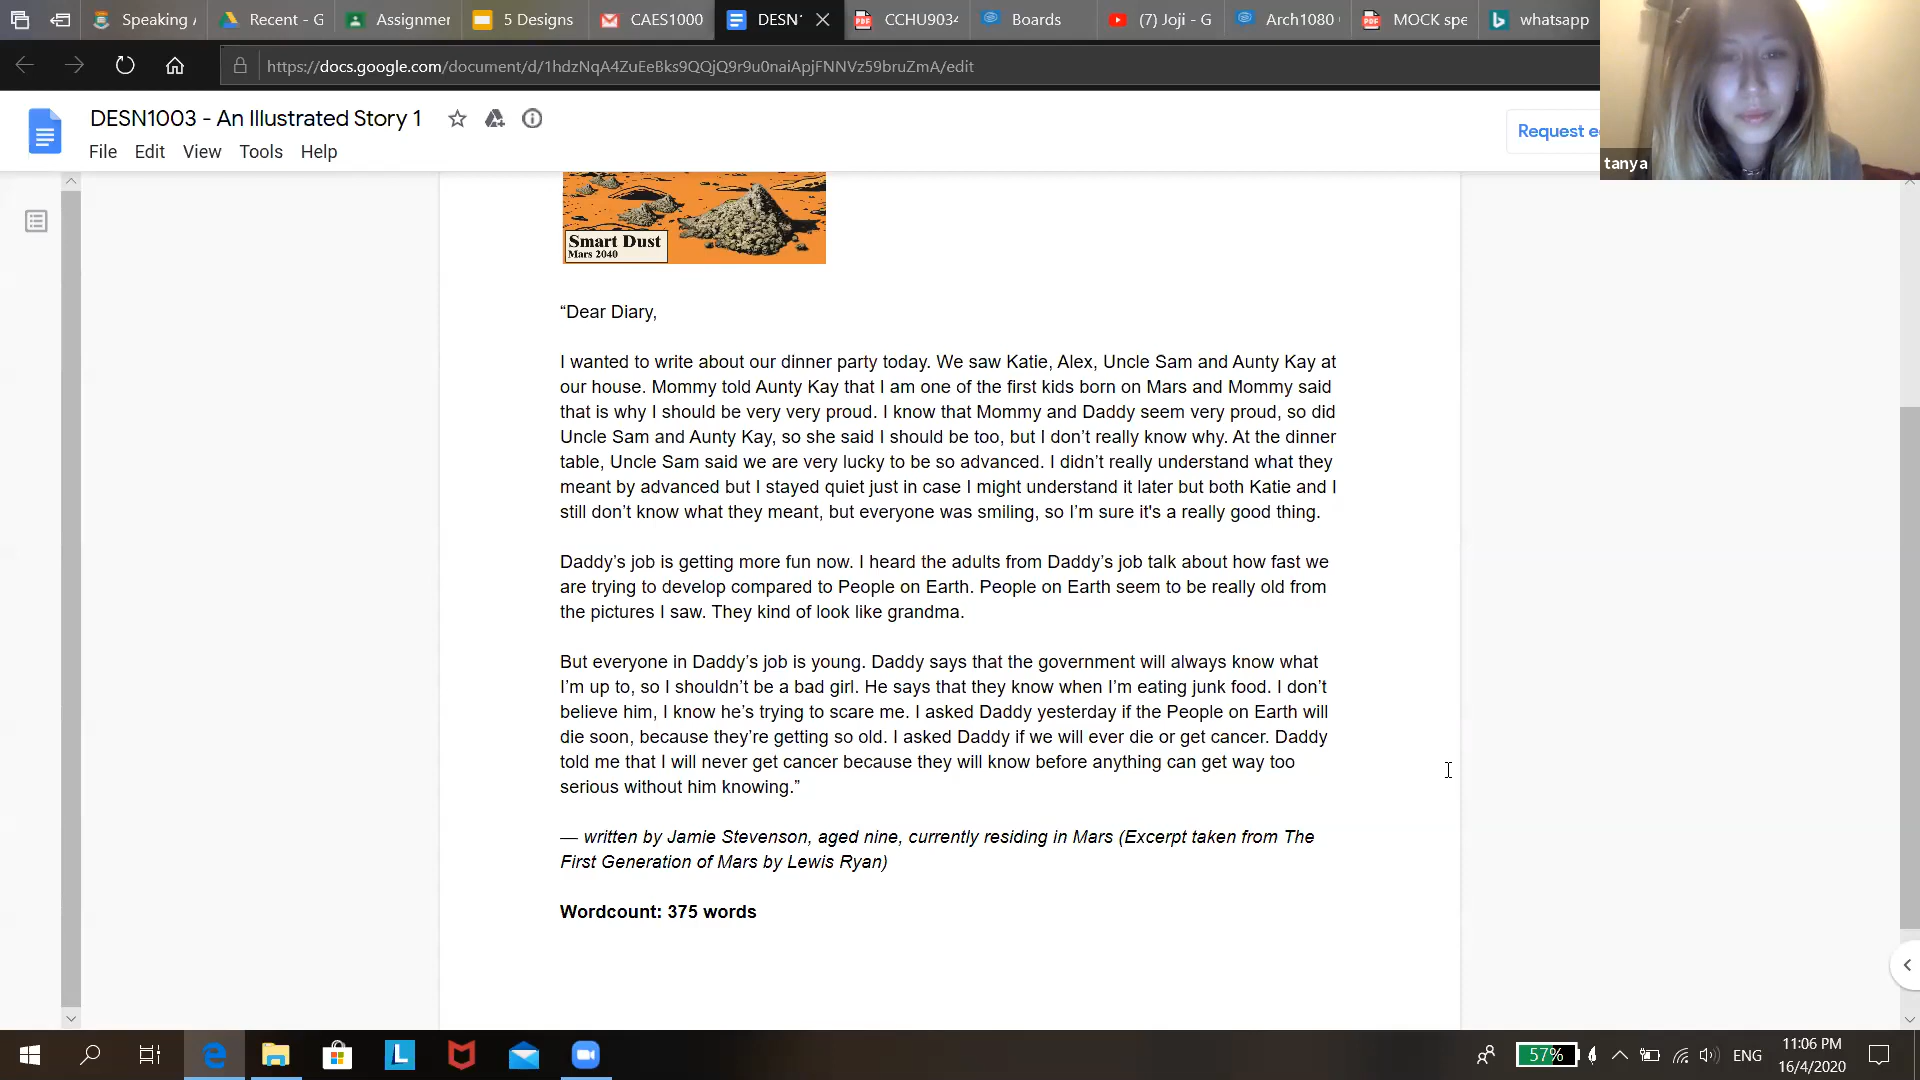 Speaking
Recent - G
Assignmer
5 Designs
CAES1000
DESN1
CCHU9034
Boards
(7) Joji - G
Arch1080
MOCK spe
whatsapp
https://docs.google.com/document/d/1hdzNqA4ZuEeBks9QQjQ9r9u0naiApjFNNVz59bruZmA/edit
DESN1003 - An Illustrated Story 1
Request e
File Edit View Tools Help
tanya
Smart Dust
Mars 2040
“Dear Diary,
I wanted to write about our dinner party today. We saw Katie, Alex, Uncle Sam and Aunty Kay at
our house. Mommy told Aunty Kay that I am one of the first kids born on Mars and Mommy said
that is why I should be very very proud. I know that Mommy and Daddy seem very proud, so did
Uncle Sam and Aunty Kay, so she said I should be too, but I don’t really know why. At the dinner
table, Uncle Sam said we are very lucky to be so advanced. I didn’t really understand what they
meant by advanced but I stayed quiet just in case I might understand it later but both Katie and I
still don’t know what they meant, but everyone was smiling, so I’m sure it's a really good thing.
Daddy’s job is getting more fun now. I heard the adults from Daddy’s job talk about how fast we
are trying to develop compared to People on Earth. People on Earth seem to be really old from
the pictures I saw. They kind of look like grandma.
But everyone in Daddy’s job is young. Daddy says that the government will always know what
I’m up to, so I shouldn’t be a bad girl. He says that they know when I’m eating junk food. I don’t
believe him, I know he’s trying to scare me. I asked Daddy yesterday if the People on Earth will
die soon, because they’re getting so old. I asked Daddy if we will ever die or get cancer. Daddy
told me that I will never get cancer because they will know before anything can get way too
serious without him knowing.”
— written by Jamie Stevenson, aged nine, currently residing in Mars (Excerpt taken from The
First Generation of Mars by Lewis Ryan)
Wordcount: 375 words
57%
ENG
11:06 PM
16/4/2020